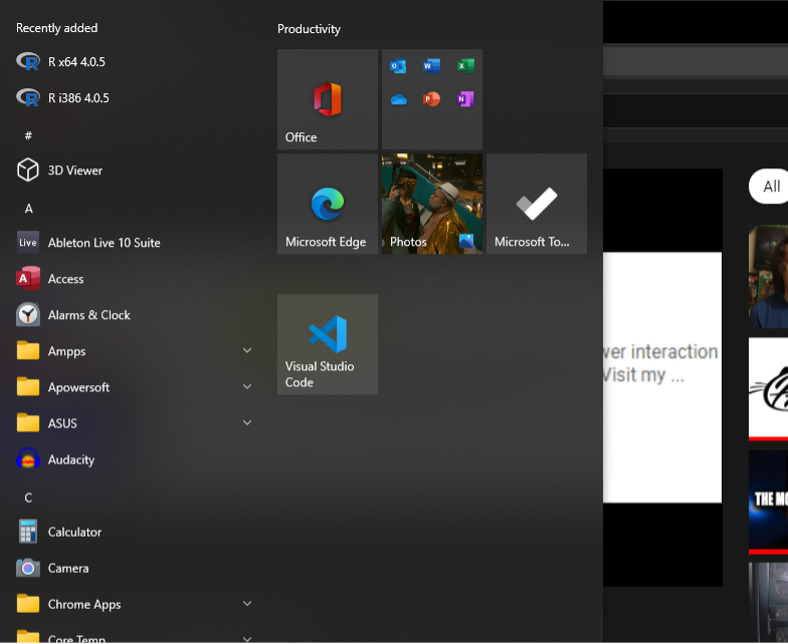 Recently added
R x64 4.0.5
R i386 4.0.5
#
3D Viewer
A
Live
Ableton Live 10 Suite
A
Access
Alarms & Clock
Ampps
Apowersoft
ASUS
Audacity
C
Calculator
Camera
Chrome Apps
Core Temp
Productivity
Office
Microsoft Edge
Photos
Microsoft To...
Visual Studio
Code
ver interaction
Visit my ...
All
THE MO